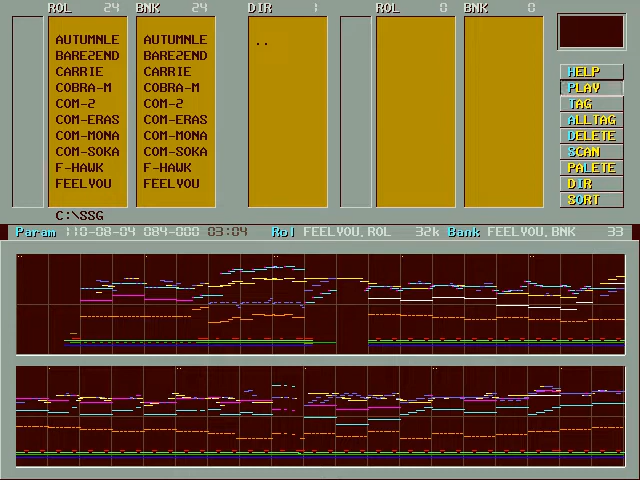 ROL 24 BNK 24 DIR 1 ROL 0 BNK 0
AUTUMNLE AUTUMNLE ..
BARE2END BARE2END
CARRIE CARRIE HELP
COBRA-M COBRA-M PLAY
COM-2 COM-2 TAG
COM-ERAS COM-ERAS ALLTAG
COM-MONA COM-MONA DELETE
COM-SOKA COM-SOKA SCAN
F-HAWK F-HAWK PALETE
FEELYOU FEELYOU DIR
SORT
C:\SSG
Param 110-08-04 084-000 03:04 Rol FEELYOU.ROL 32k Bank FEELYOU.BNK 33